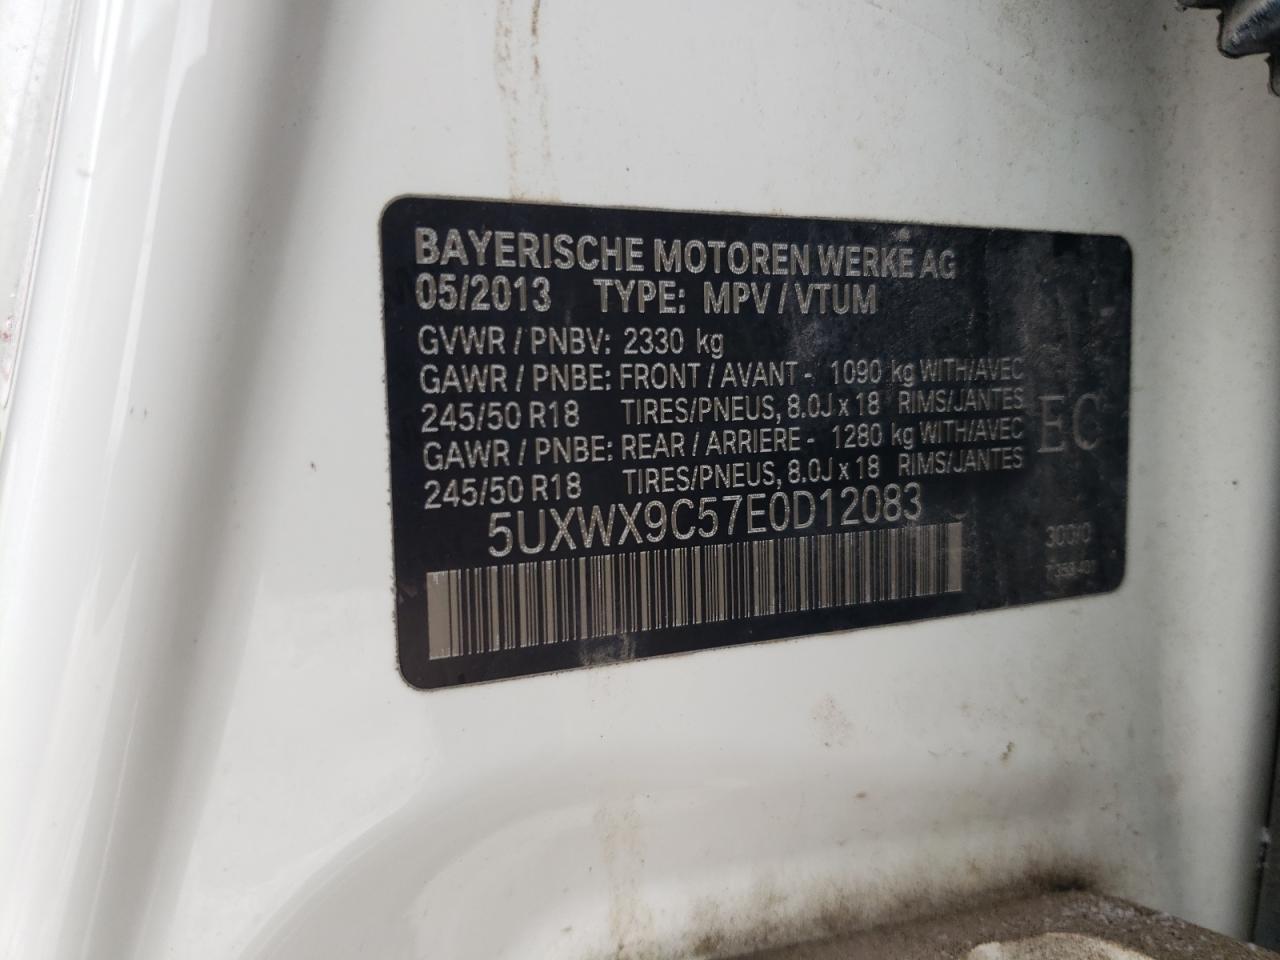 BAYERISCHE MOTOREN WERKE AG
05/2013 TYPE: MPV / VTUM
GVWR / PNBV: 2330 kg
GAWR / PNBE: FRONT / AVANT - 1090 kg WITH/AVEC
245/50 R18 TIRES/PNEUS, 8.0J x 18 RIMS/JANTES
GAWR / PNBE: REAR / ARRIERE - 1280 kg WITH/AVEC
245/50 R18 TIRES/PNEUS, 8.0J x 18 RIMS/JANTES
EC
5UXWX9C57E0D12083